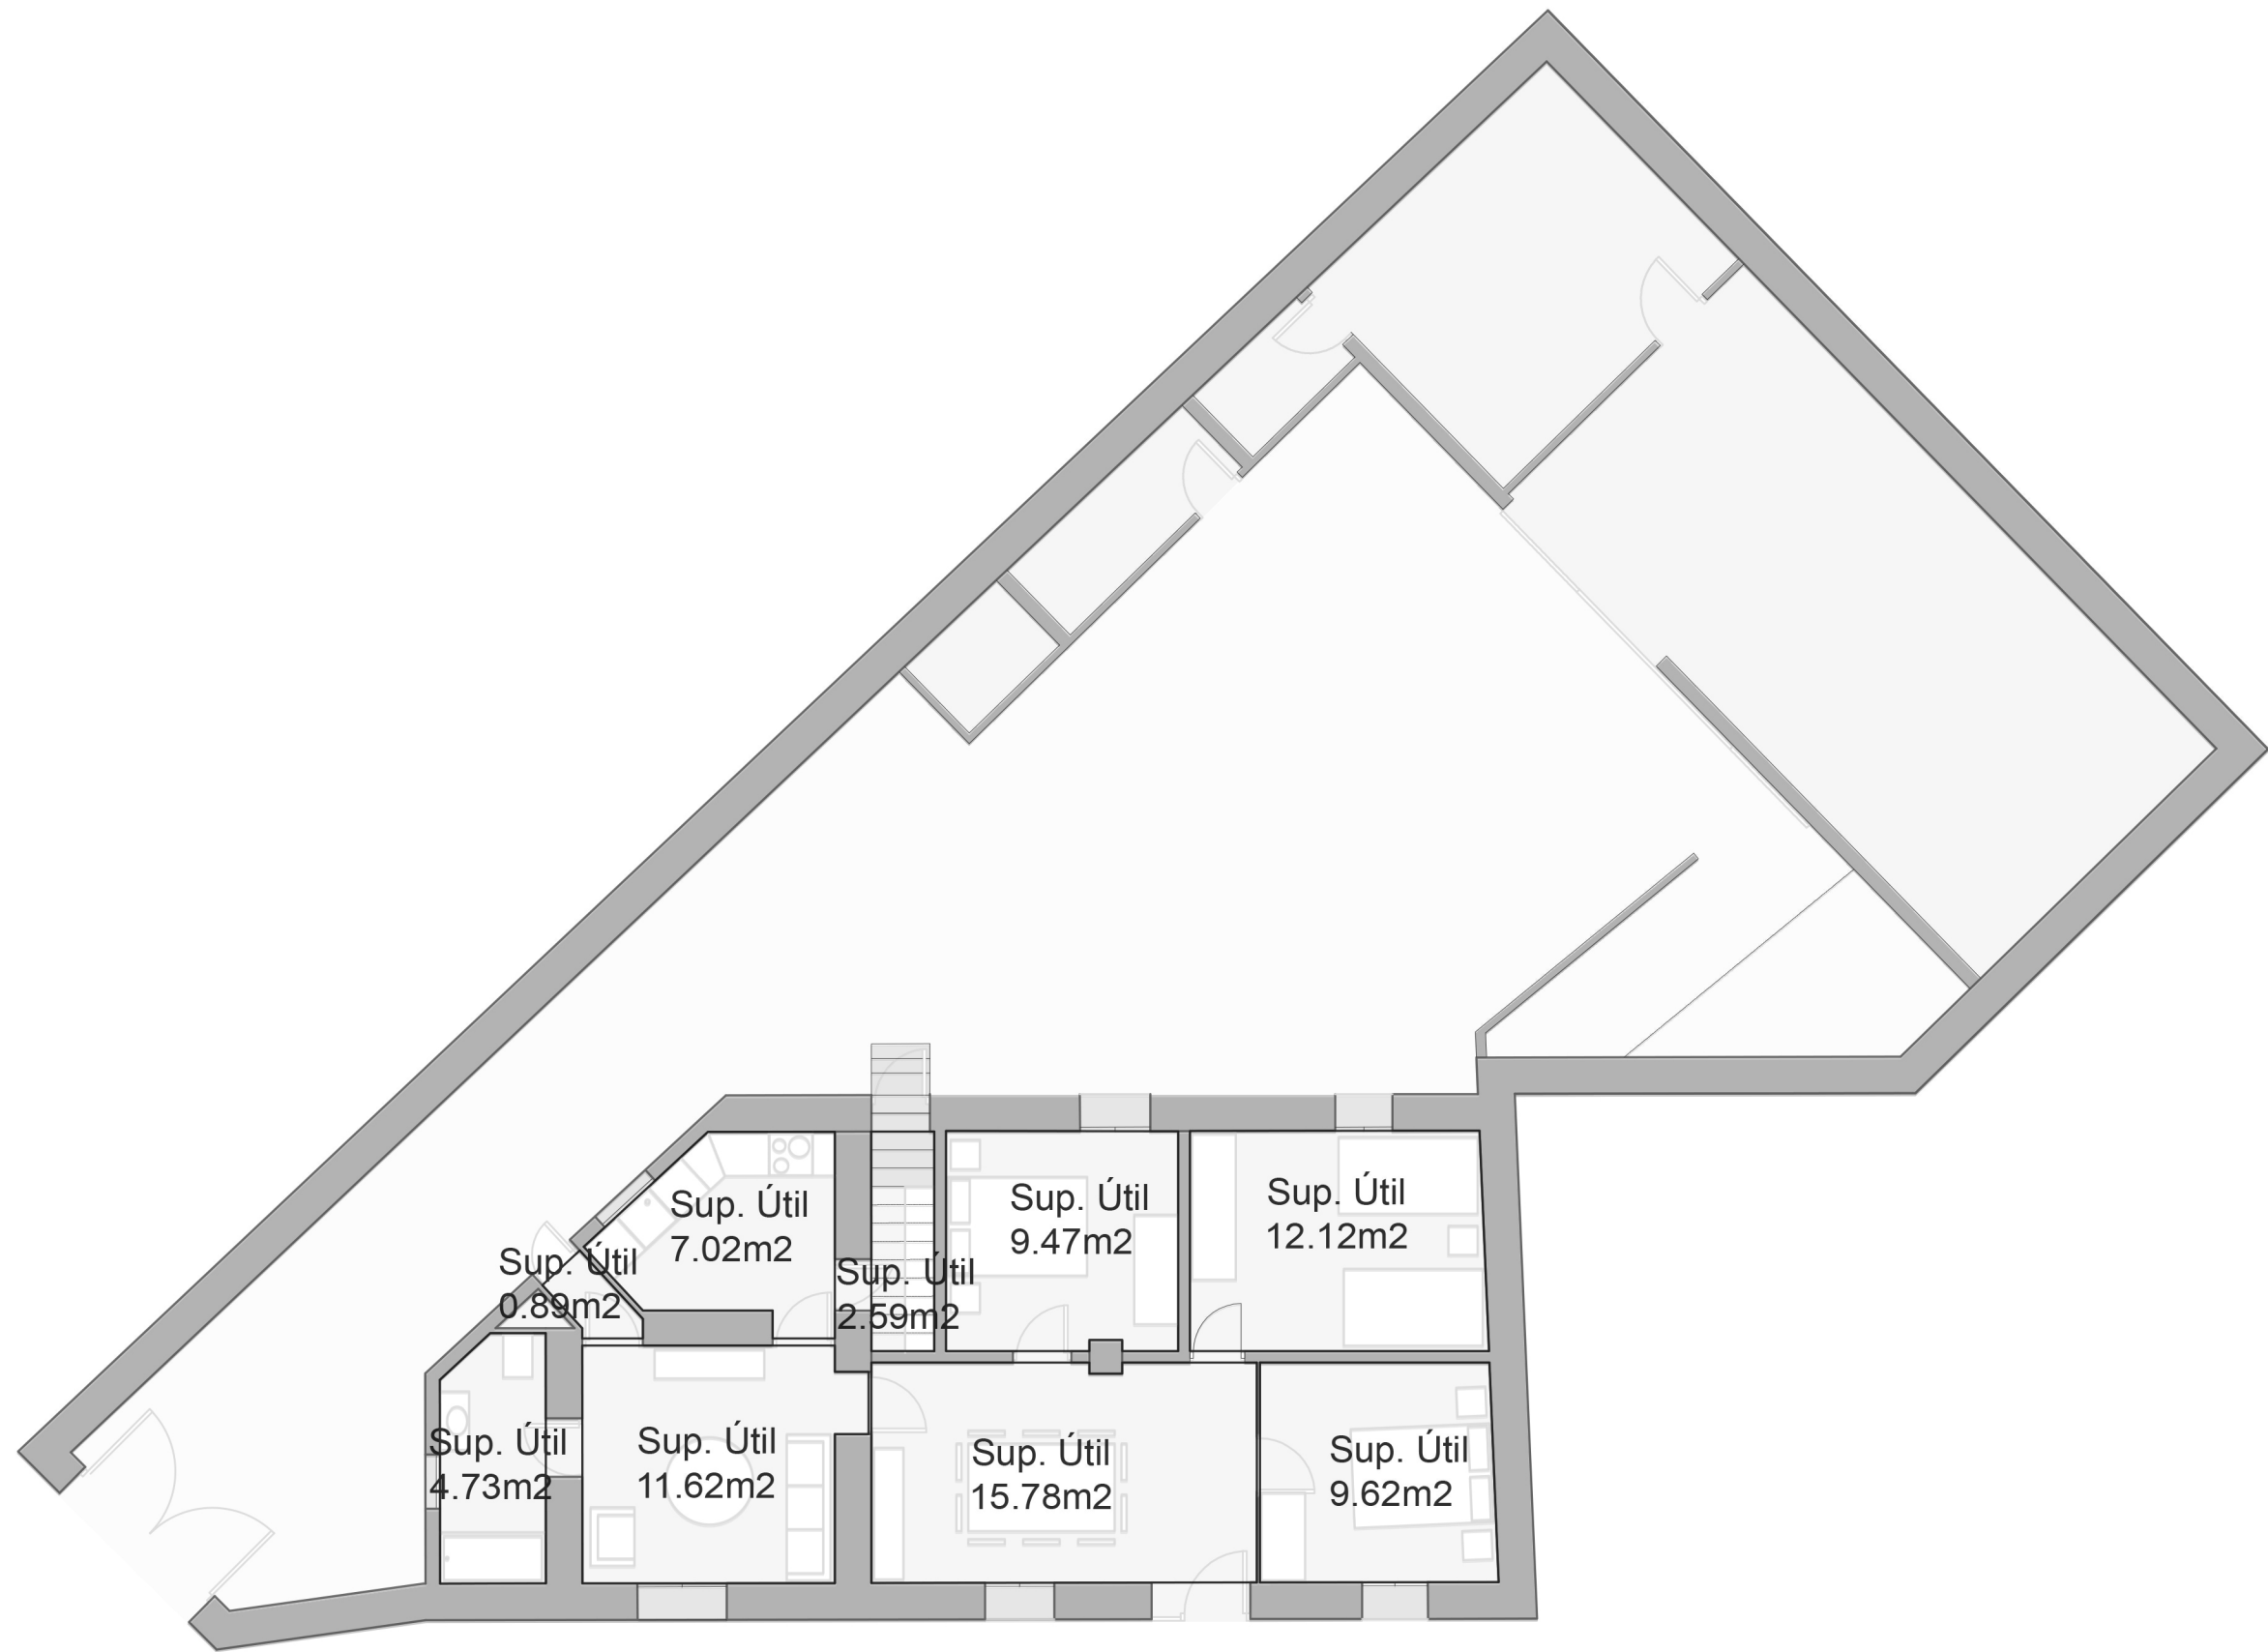 Sup. Útil
7.02m2
Sup. Útil
9.47m2
Sup. Útil
12.12m2
Sup. Útil
0.89m2
Sup. Útil
2.59m2
Sup. Útil
4.73m2
Sup. Útil
11.62m2
Sup. Útil
15.78m2
Sup. Útil
9.62m2